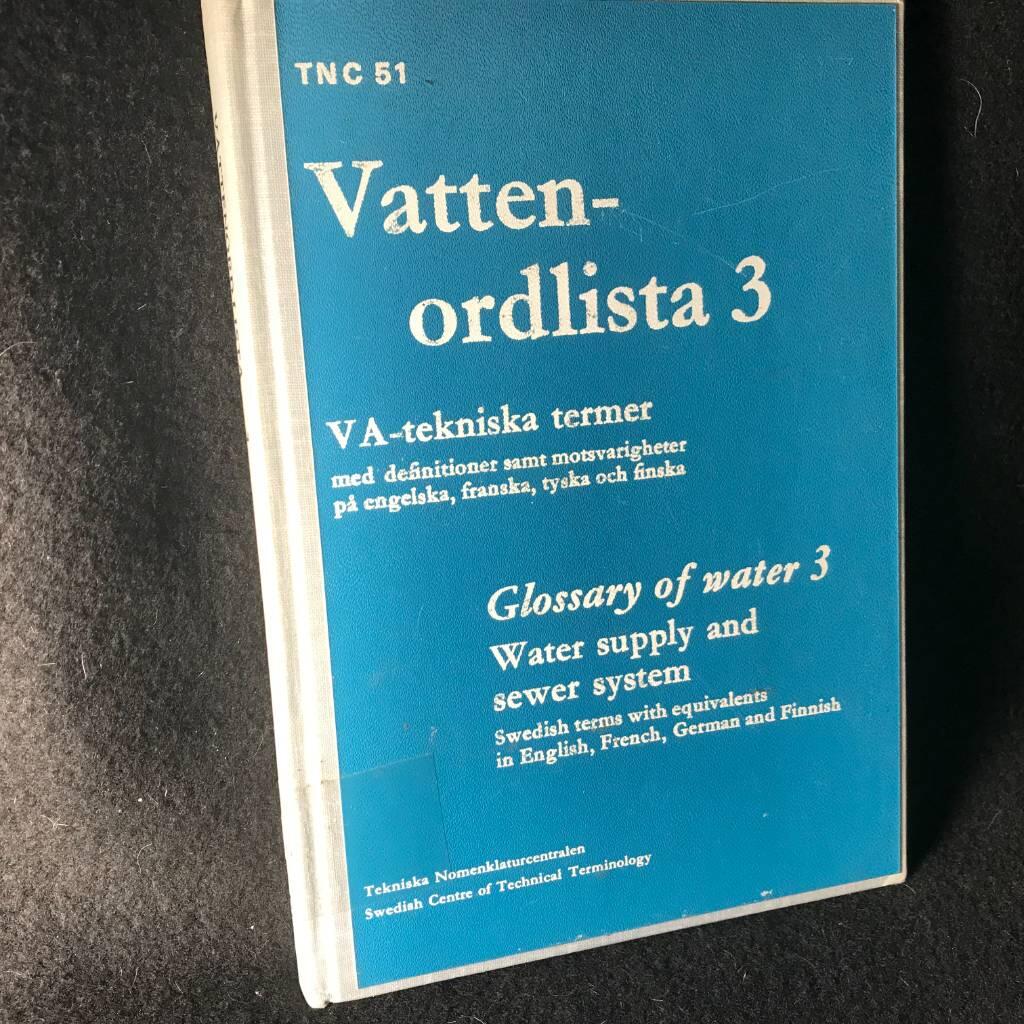 TNC 51
Vatten-
ordlista 3
VA-tekniska termer
med definitioner samt motsvarigheter
på engelska, franska, tyska och finska
Glossary of water 3
Water supply and
sewer system
Swedish terms with equivalents
in English, French, German and Finnish
Tekniska Nomenklaturcentralen
Swedish Centre of Technical Terminology